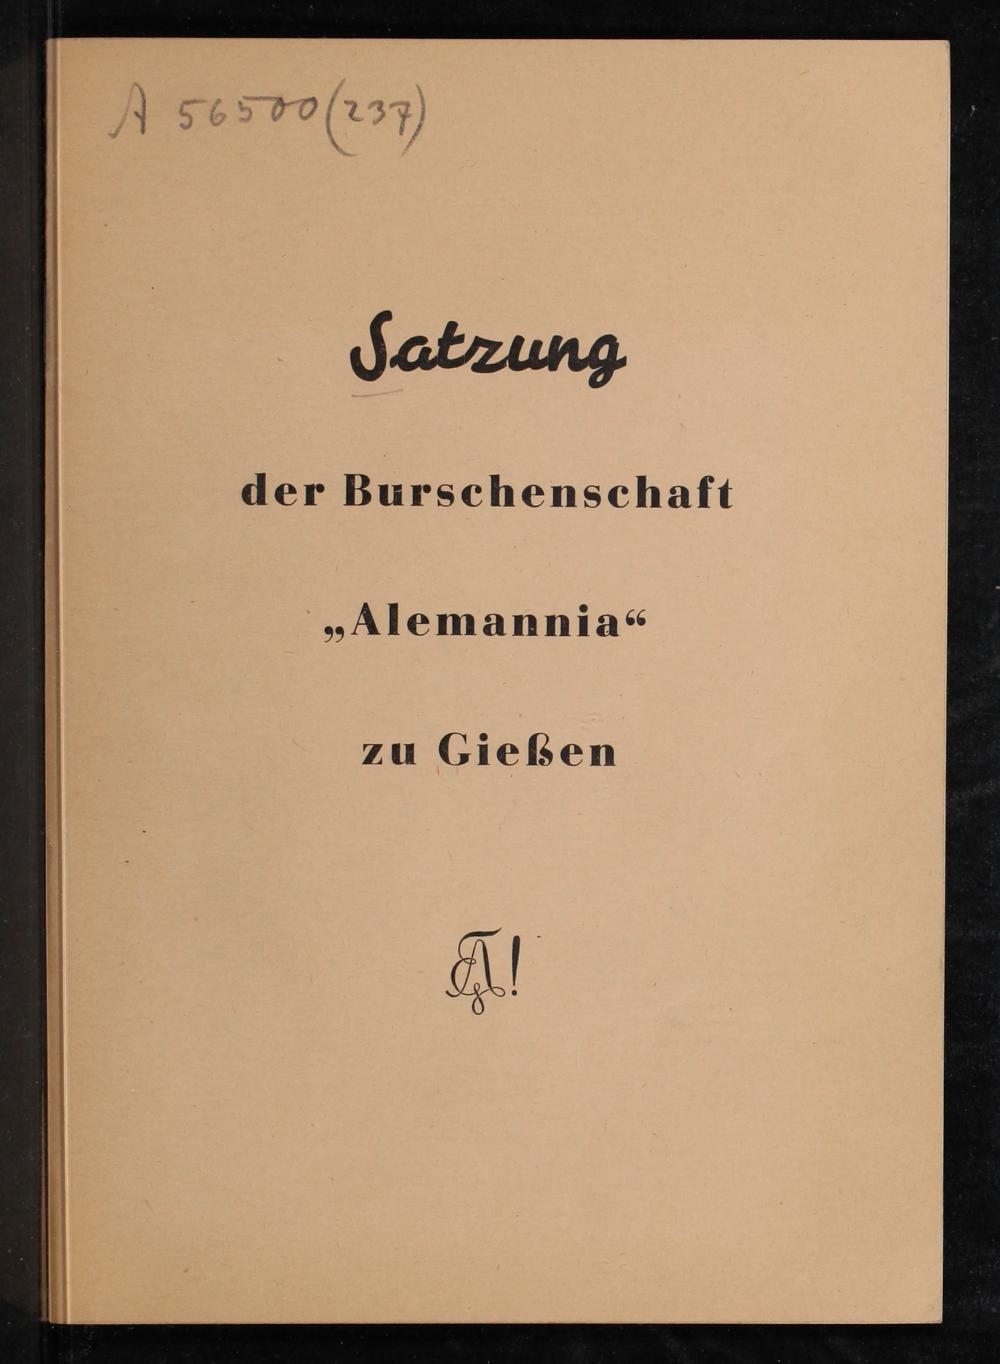 A 56500(237)
Satzung
der Burschenschaft
„Alemannia“
zu Gießen